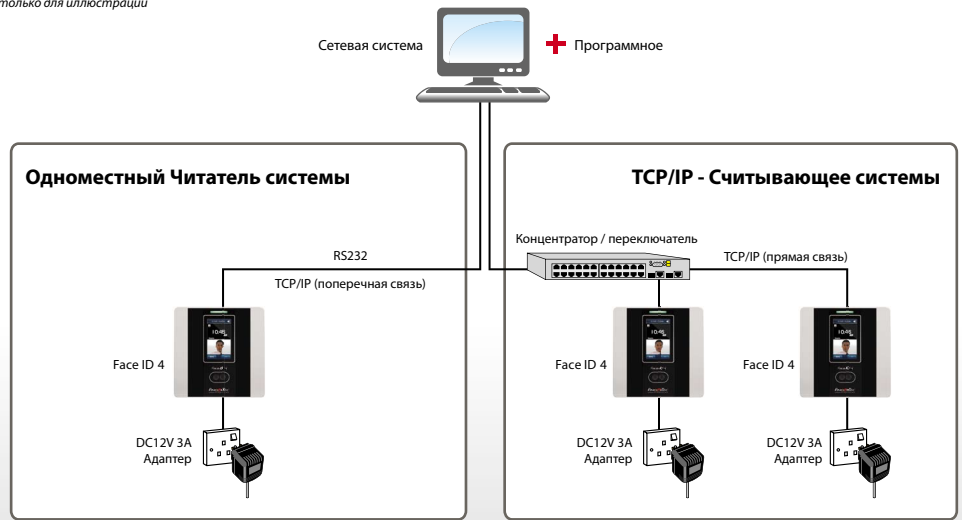 только для иллюстрации
Сетевая система
Программное
Одноместный Читатель системы
TCP/IP - Считывающее системы
Концентратор / переключатель
RS232
TCP/IP (поперечная связь)
TCP/IP (прямая связь)
Face ID 4
Face ID 4
Face ID 4
DC12V 3A
Адаптер
DC12V 3A
Адаптер
DC12V 3A
Адаптер